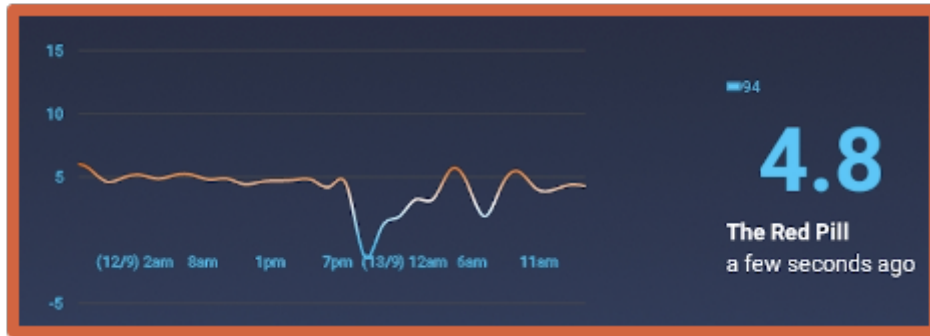 15
94
10
4.8
5
The Red Pill
(12/9) 2am 8am 1pm 7pm (13/9) 12am 6am 11am
a few seconds ago
-5